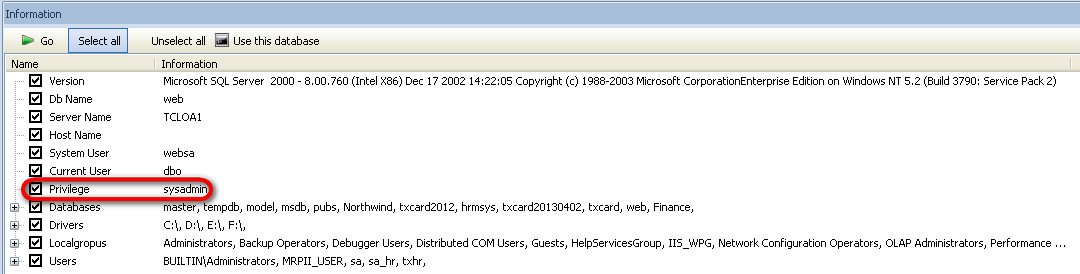 Information
Go Select all Unselect all Use this database
Name Information
Version Microsoft SQL Server 2000 - 8.00.760 (Intel X86) Dec 17 2002 14:22:05 Copyright (c) 1988-2003 Microsoft CorporationEnterprise Edition on Windows NT 5.2 (Build 3790: Service Pack 2)
Db Name web
Server Name TCLOA1
Host Name
System User websa
Current User dbo
Privilege sysadmin
Databases master, tempdb, model, msdb, pubs, Northwind, txcard2012, hrmsys, txcard20130402, txcard, web, Finance,
Drivers C:\, D:\, E:\, F:\,
Localgropus Administrators, Backup Operators, Debugger Users, Distributed COM Users, Guests, HelpServicesGroup, IIS_WPG, Network Configuration Operators, OLAP Administrators, Performance ...
Users BUILTIN\Administrators, MRPII_USER, sa, sa_hr, txhr,